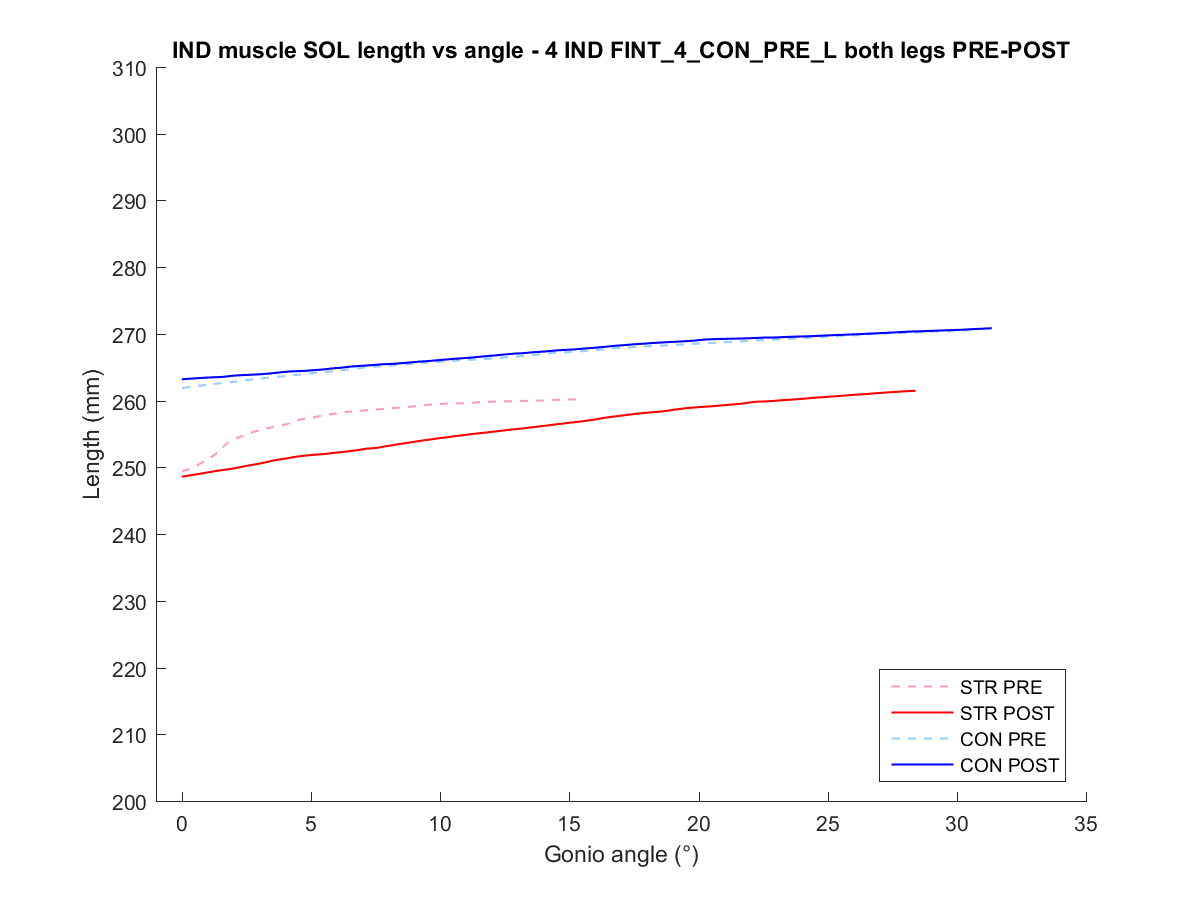 IND muscle SOL length vs angle - 4 IND FINT_4_CON_PRE_L both legs PRE-POST
310
300
290
280
270
260
250
240
230
220
210
200
Length (mm)
STR PRE
STR POST
CON PRE
CON POST
0 5 10 15 20 25 30 35
Gonio angle (°)